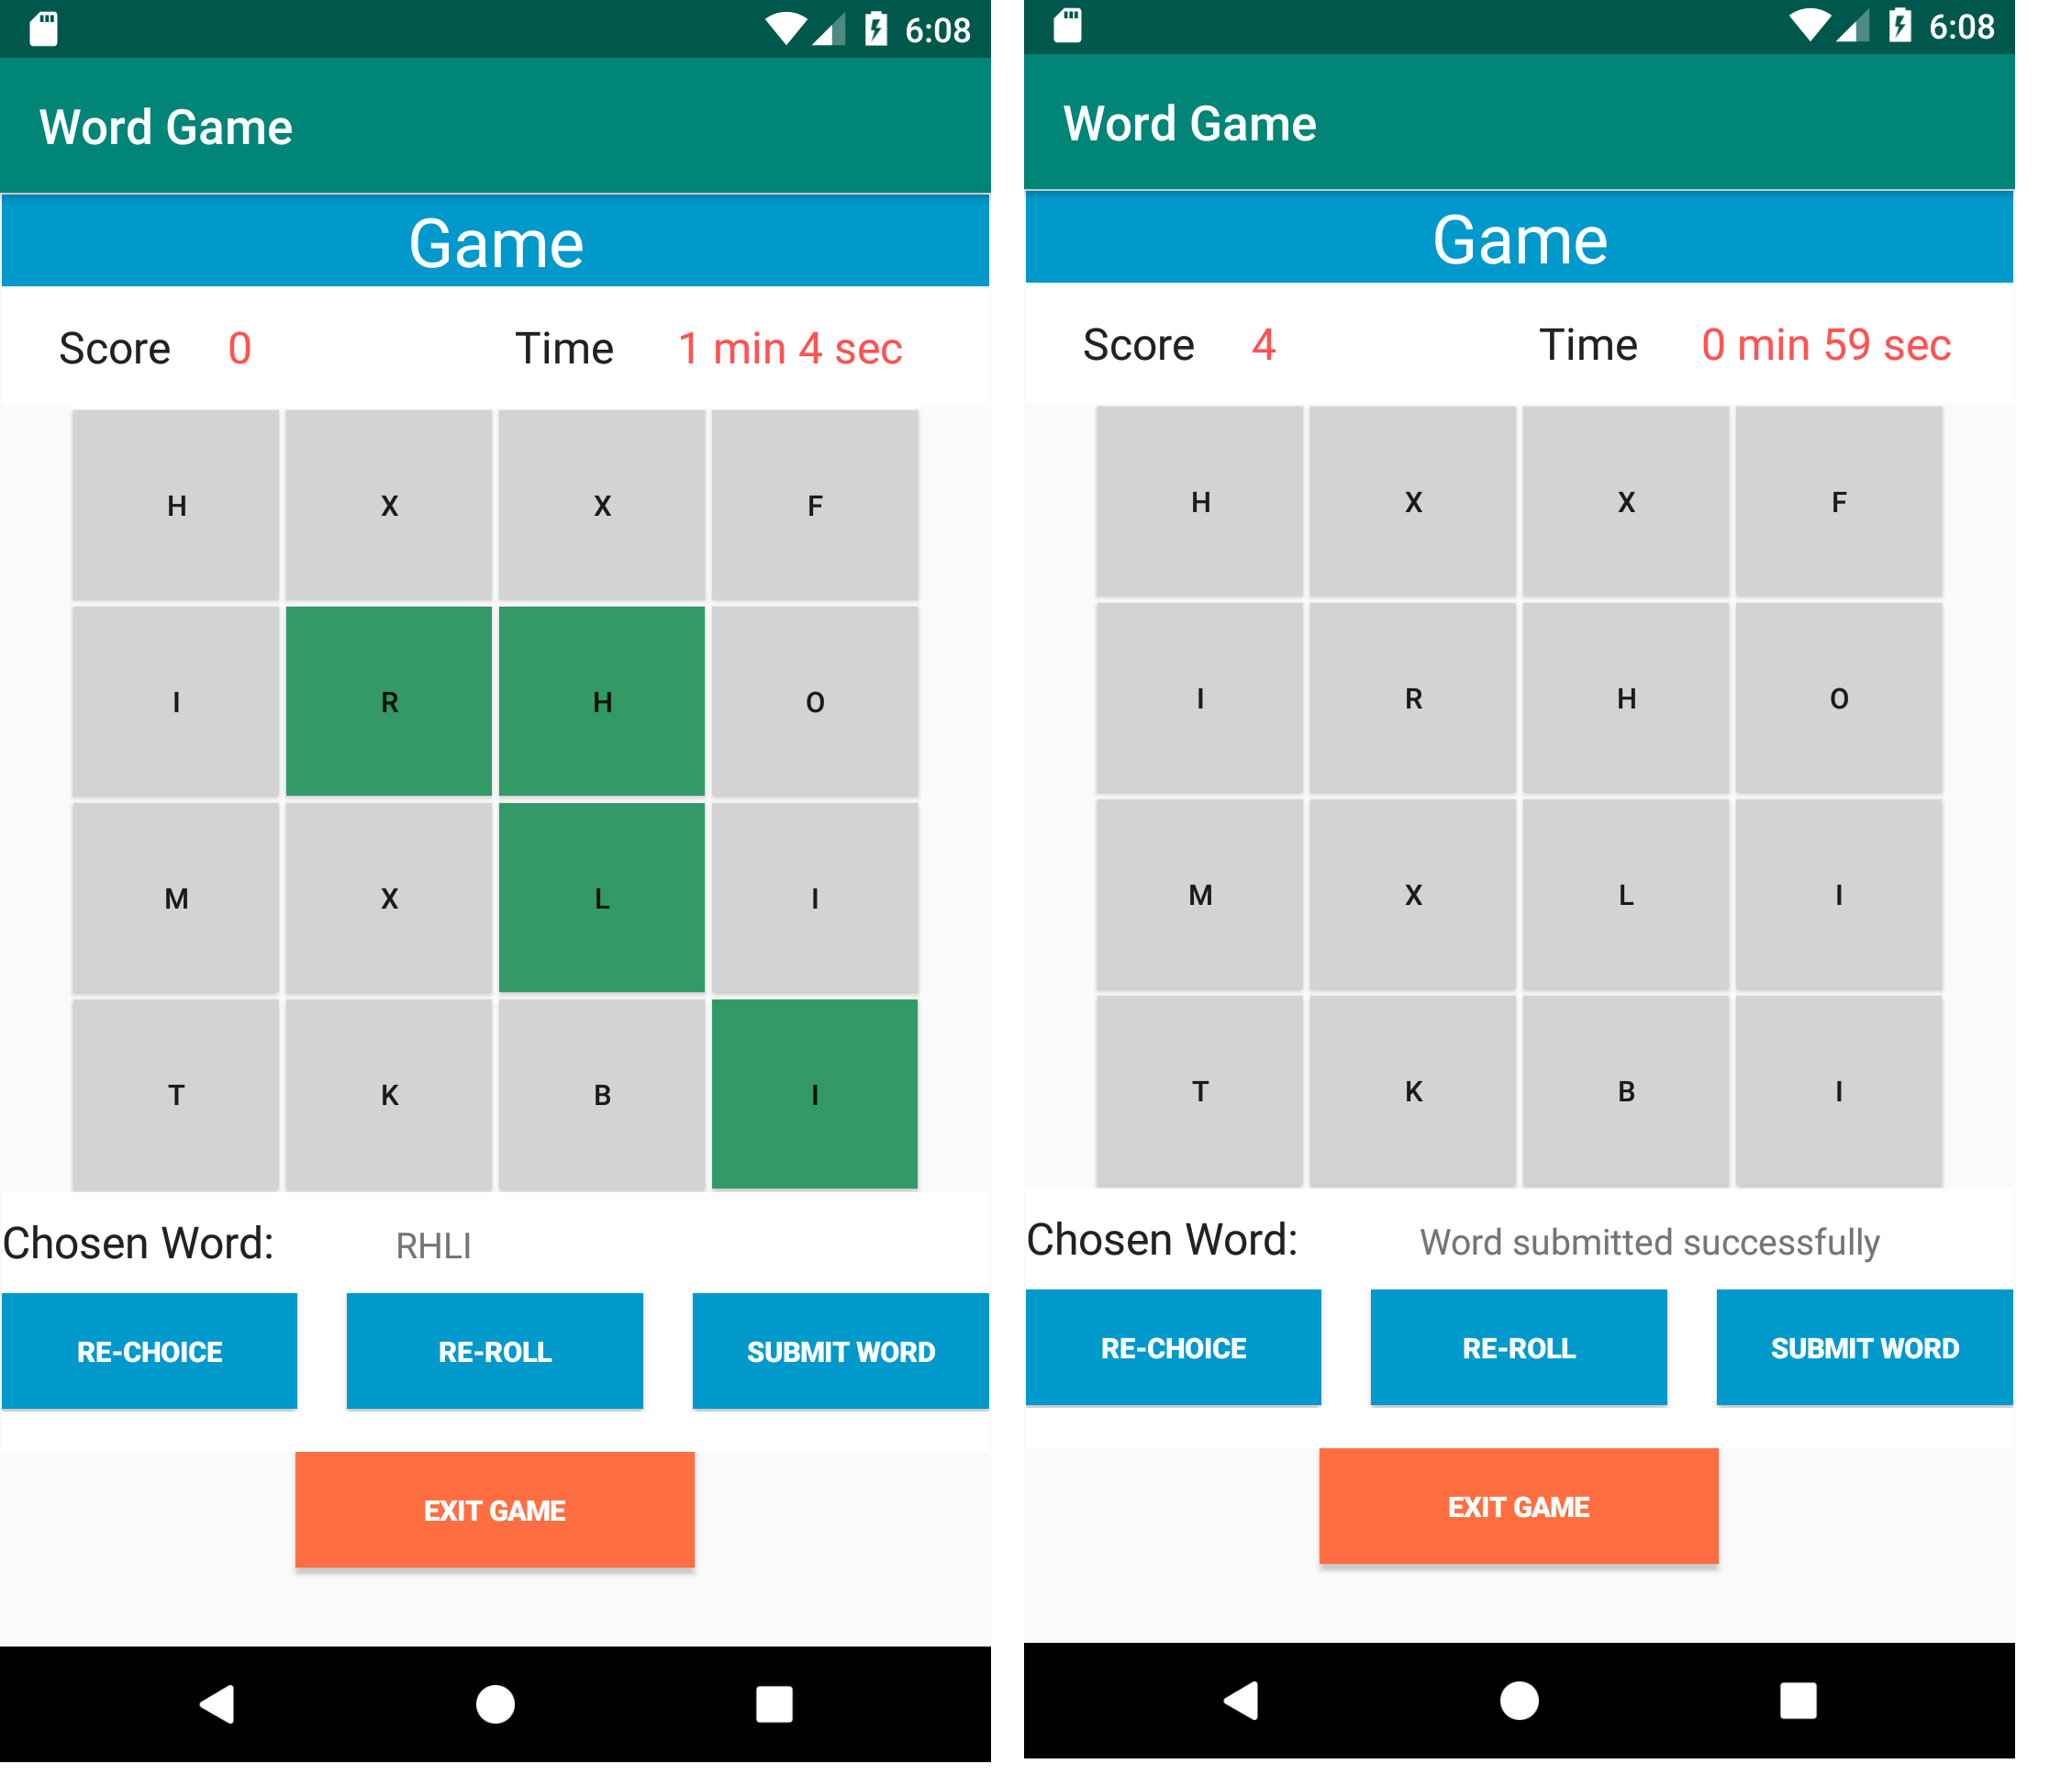 6:08
Word Game
Game
Score 0 Time 1 min 4 sec
H X X F
I R H O
M X L I
T K B I
Chosen Word: RHLI
RE-CHOICE RE-ROLL SUBMIT WORD
EXIT GAME
6:08
Word Game
Game
Score 4 Time 0 min 59 sec
H X X F
I R H O
M X L I
T K B I
Chosen Word: Word submitted successfully
RE-CHOICE RE-ROLL SUBMIT WORD
EXIT GAME